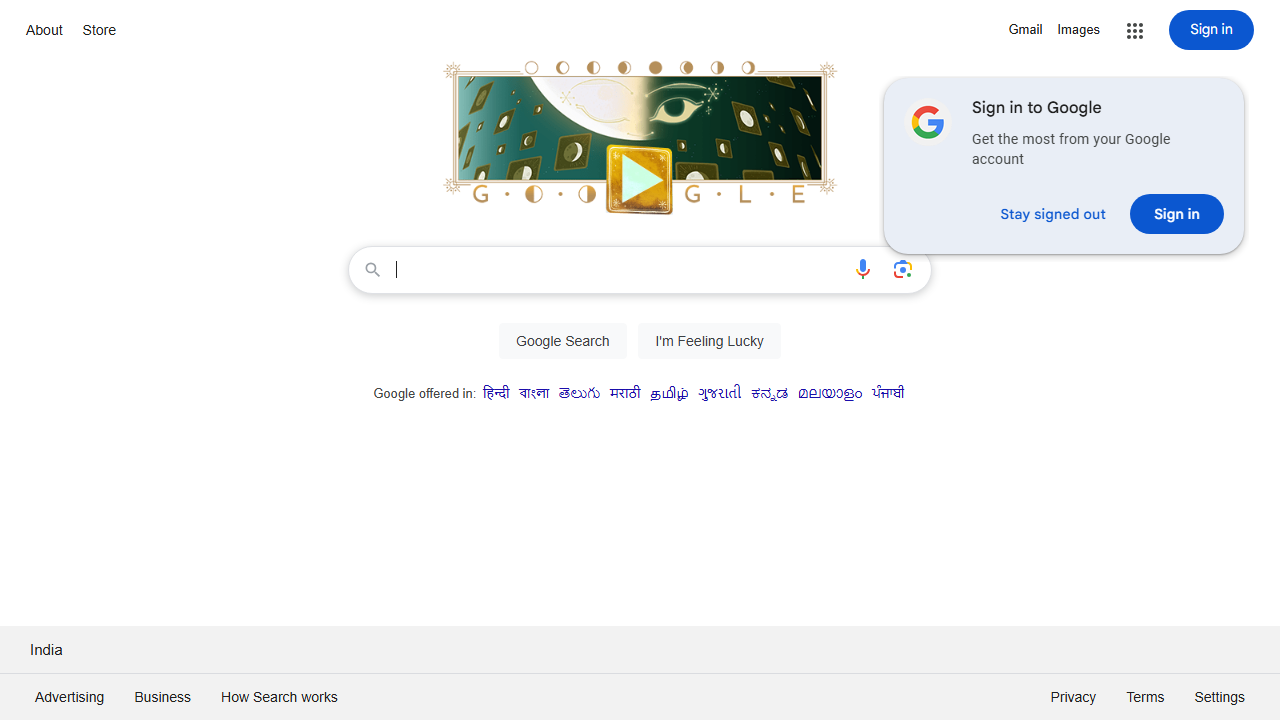 About Store
Gmail Images Sign in
G · O · O · G · L · E
Sign in to Google
Get the most from your Google
account
Stay signed out Sign in
Google Search I'm Feeling Lucky
Google offered in: हिन्दी বাংলা తెలుగు मराठी தமிழ் ગુજરાતી ಕನ್ನಡ മലയാളം ਪੰਜਾਬੀ
India
Advertising Business How Search works
Privacy Terms Settings